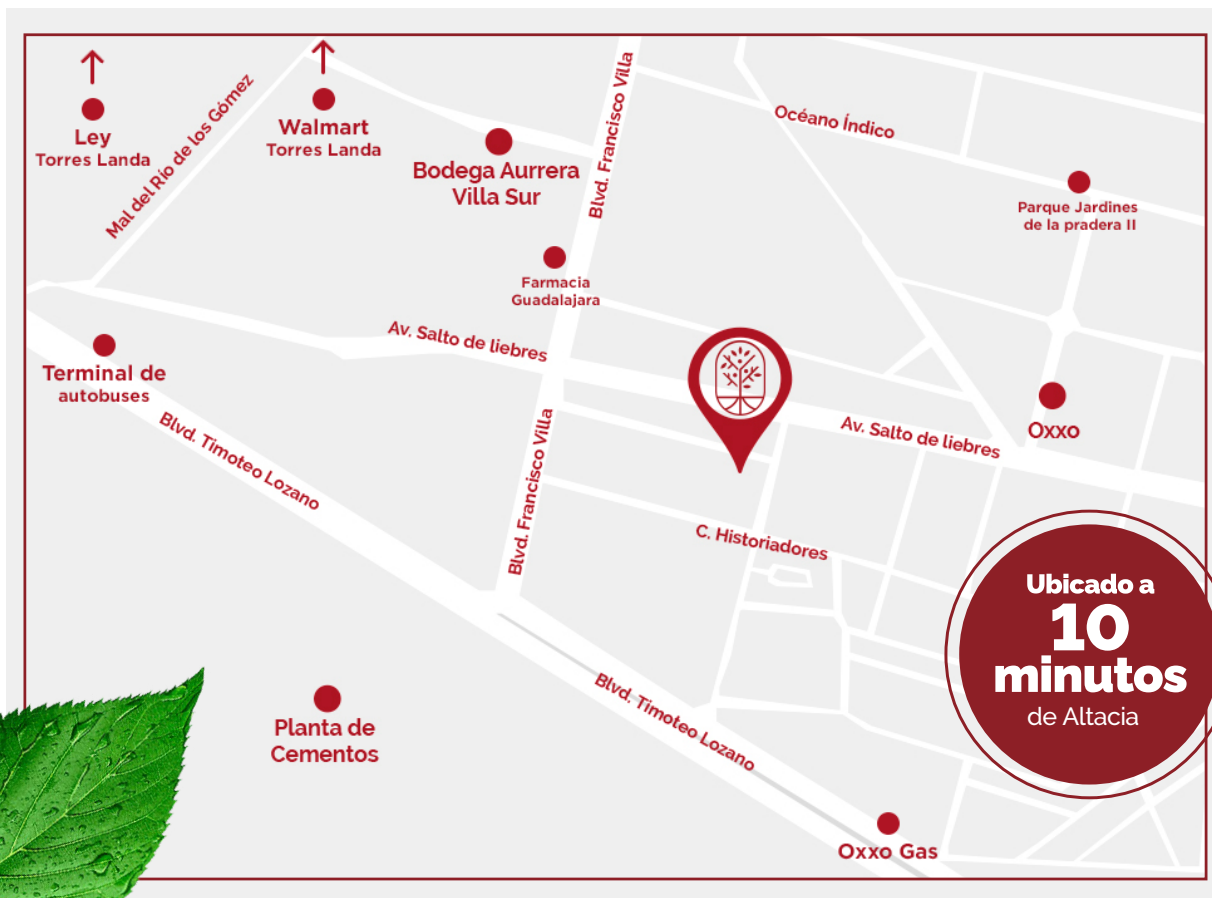 Ley
Torres Landa
Mal del Río de los Gómez
Walmart
Torres Landa
Bodega Aurrera
Villa Sur
Blvd. Francisco Villa
Océano Índico
Parque Jardines
de la pradera II
Farmacia
Guadalajara
Av. Salto de liebres
Terminal de
autobuses
Blvd. Timoteo Lozano
Blvd. Francisco Villa
Av. Salto de liebres
Oxxo
C. Historiadores
Ubicado a
10
minutos
de Altacia
Planta de
Cementos
Blvd. Timoteo Lozano
Oxxo Gas